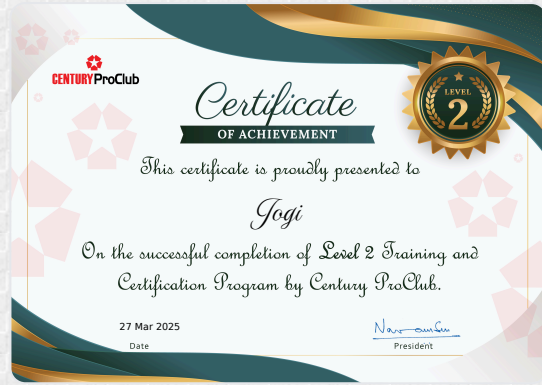 CENTURY ProClub
Certificate
OF ACHIEVEMENT
LEVEL
2
This certificate is proudly presented to
Jogi
On the successful completion of Level 2 Training and
Certification Program by Century ProClub.
27 Mar 2025
Date
President